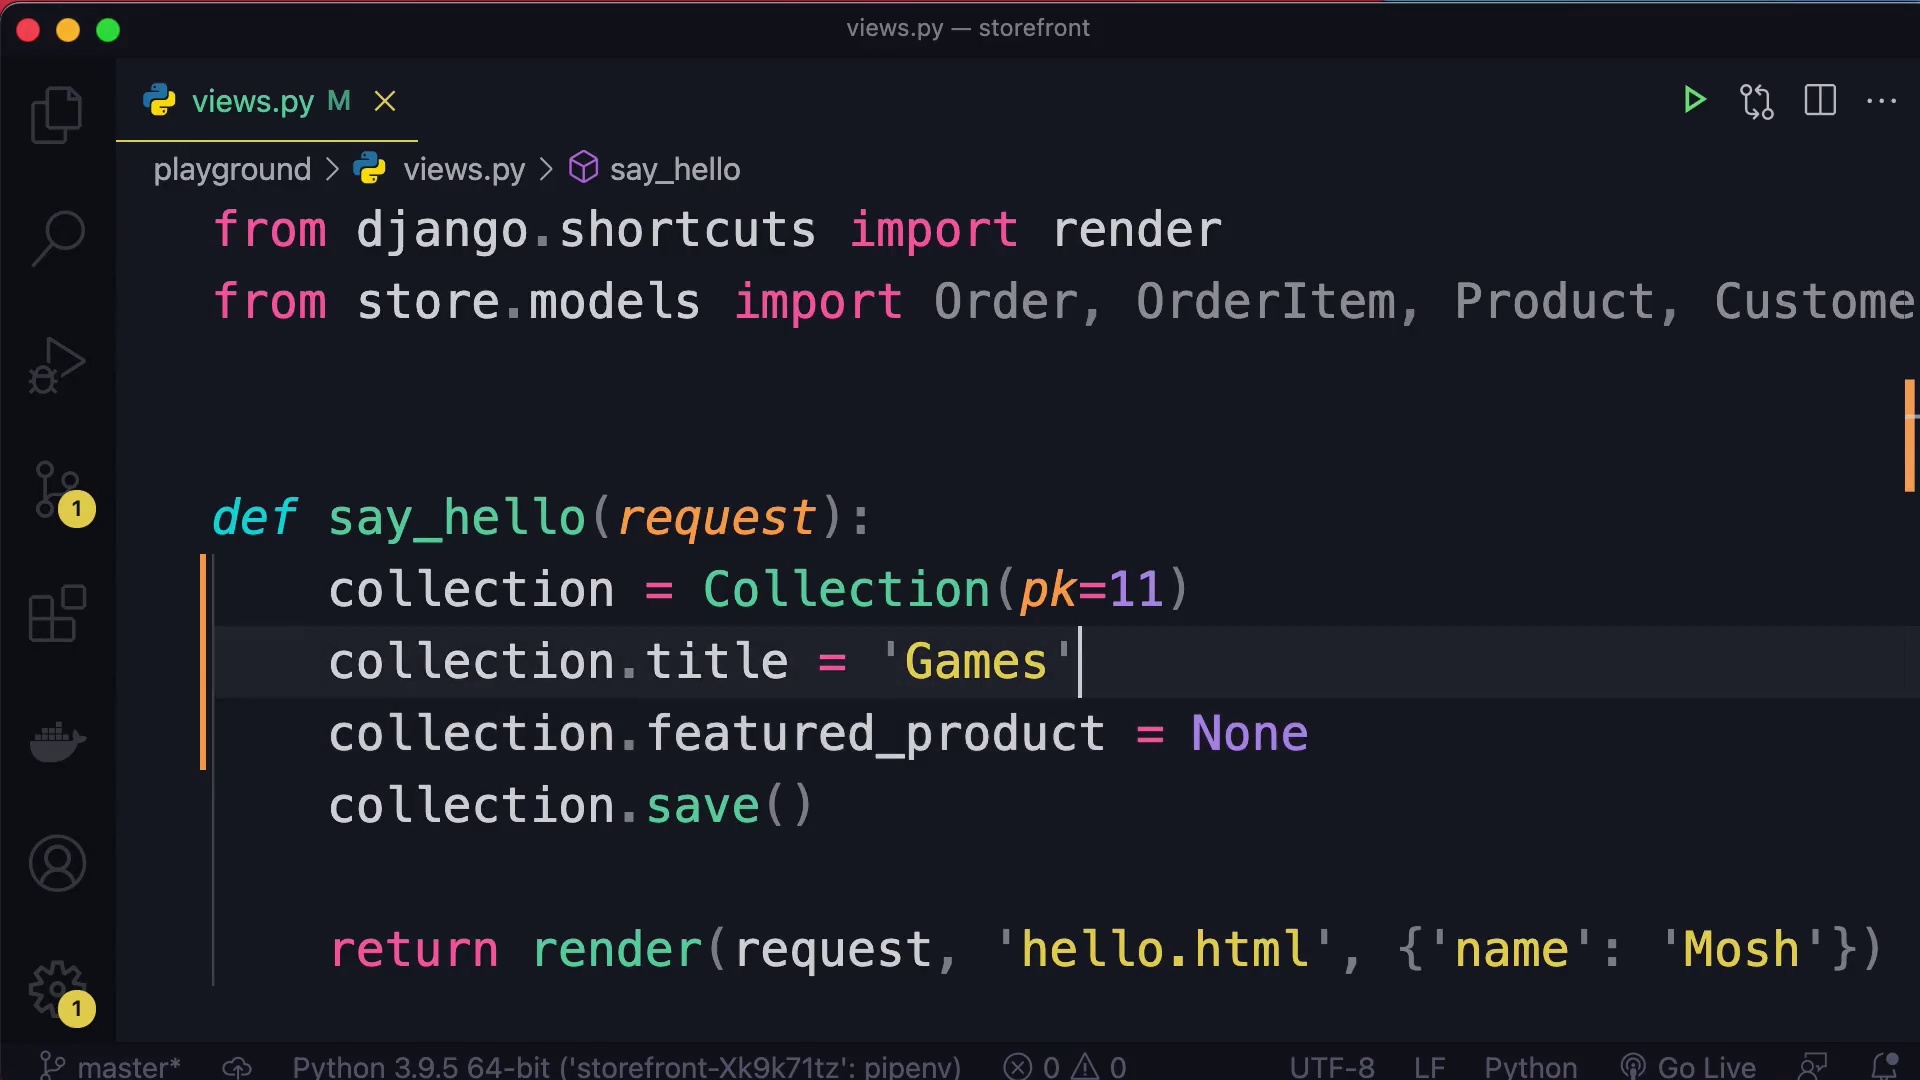 views.py — storefront
views.py M
playground > views.py > say_hello
from django.shortcuts import render
from store.models import Order, OrderItem, Product, Custome
def say_hello(request):
collection = Collection(pk=11)
collection.title = 'Games'
collection.featured_product = None
collection.save()
1
return render(request, 'hello.html', {'name': 'Mosh'})
1
master* Python 3.9.5 64-bit ('storefront-Xk9k71tz': pipenv) 0 0 UTF-8 LF Python Go Live